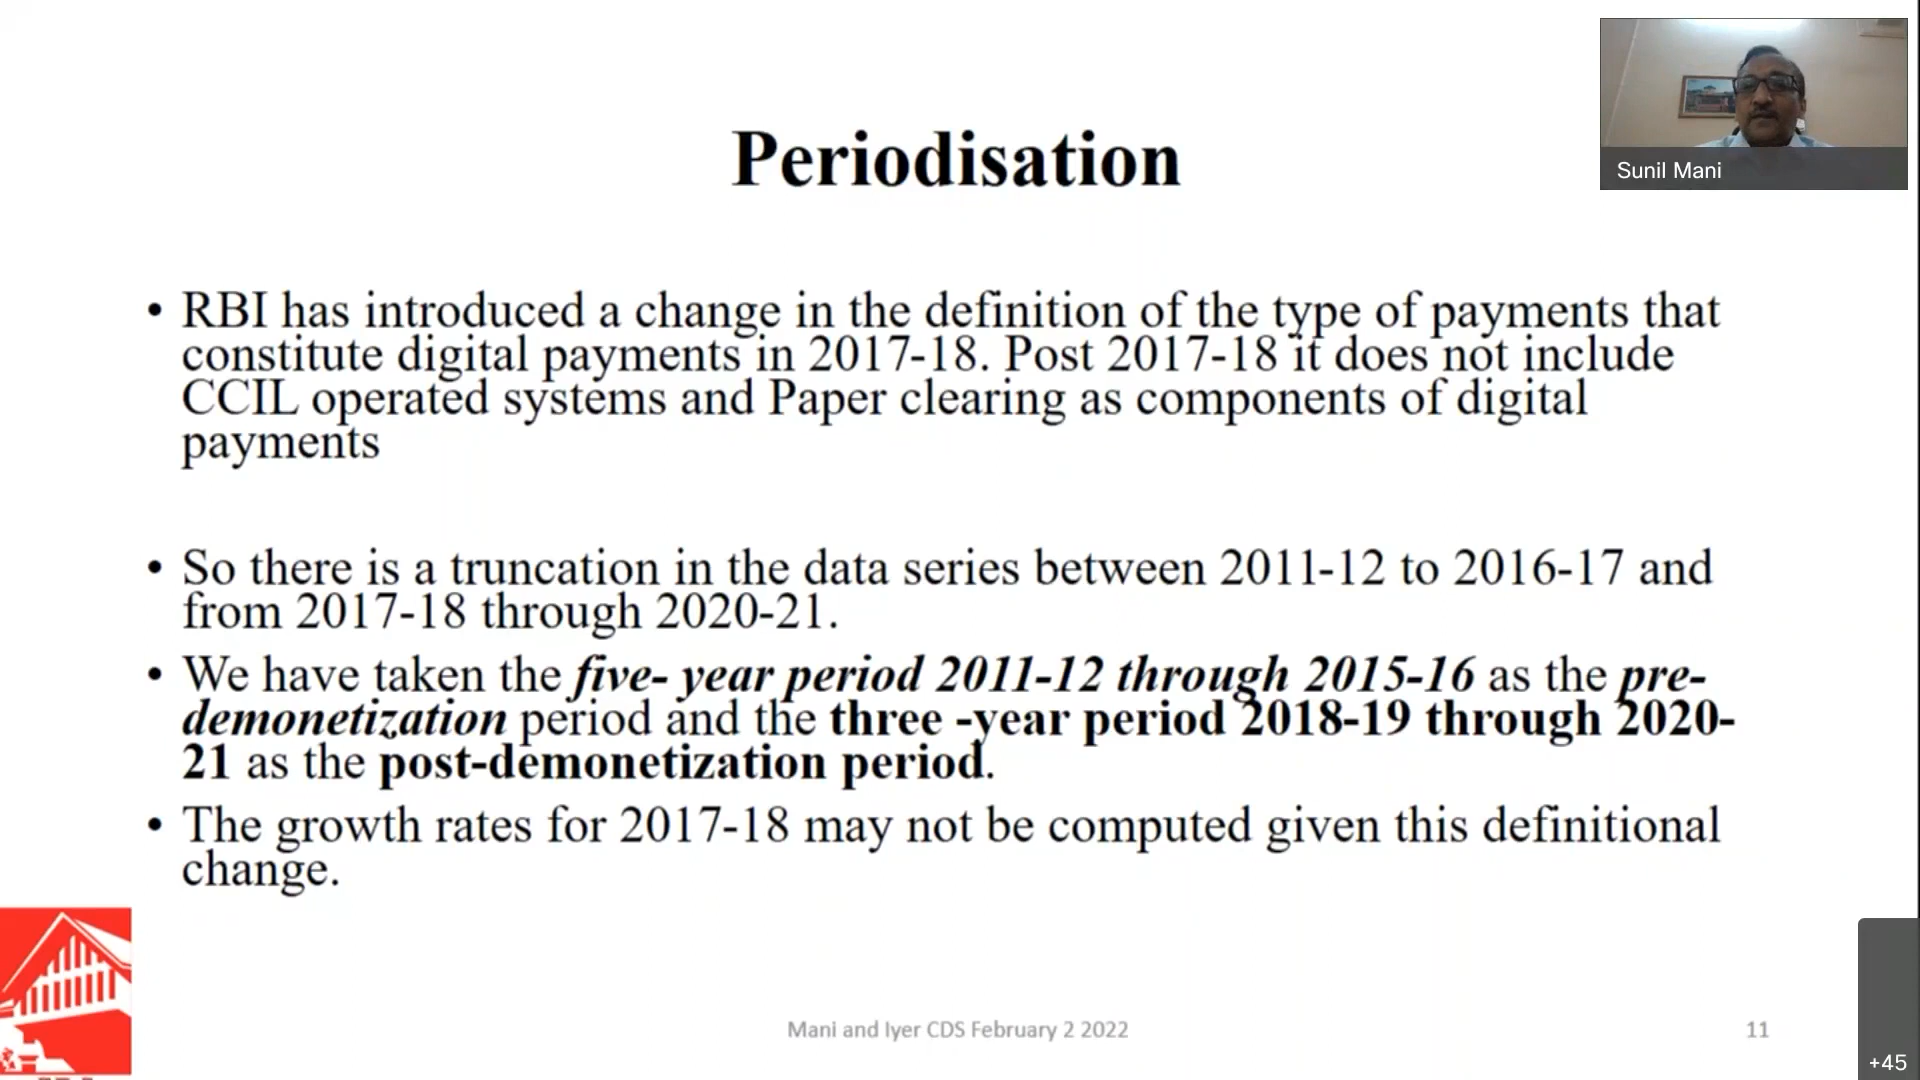 Periodisation
Sunil Mani
• RBI has introduced a change in the definition of the type of payments that
constitute digital payments in 2017-18. Post 2017-18 it does not include
CCIL operated systems and Paper clearing as components of digital
payments
• So there is a truncation in the data series between 2011-12 to 2016-17 and
from 2017-18 through 2020-21.
• We have taken the five- year period 2011-12 through 2015-16 as the pre-
demonetization period and the three -year period 2018-19 through 2020-
21 as the post-demonetization period.
• The growth rates for 2017-18 may not be computed given this definitional
change.
Mani and Iyer CDS February 2 2022
11
+45